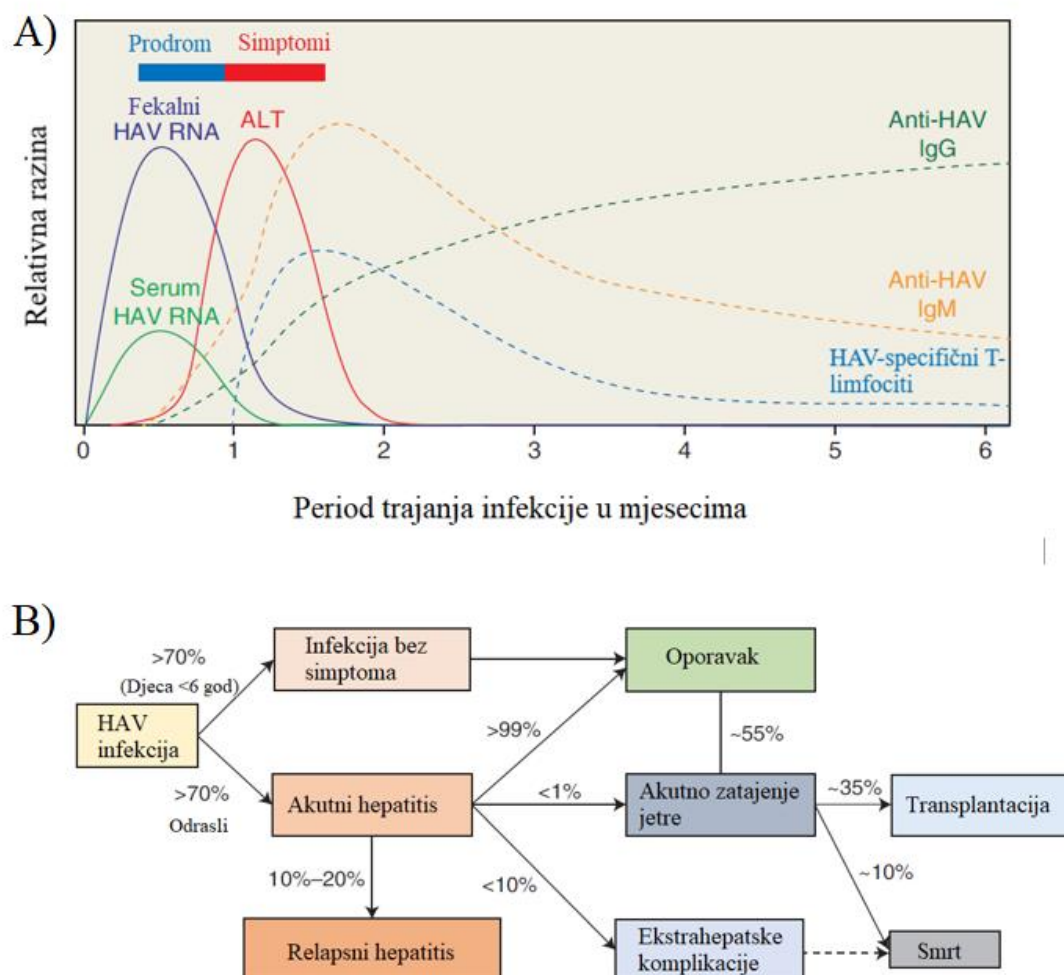 A)
Prodrom
Simptomi
Fekalni
HAV RNA
ALT
Anti-HAV
IgG
Serum
HAV RNA
Anti-HAV
IgM
HAV-specifični T-
limfociti
Relativna razina
0 1 2 3 4 5 6
Period trajanja infekcije u mjesecima
B)
>70%
(Djeca <6 god)
Infekcija bez
simptoma
Oporavak
HAV
infekcija
>99%
~55%
>70%
Odrasli
Akutni hepatitis
<1%
Akutno zatajenje
jetre
~35%
Transplantacija
10%–20%
<10%
~10%
Relapsni hepatitis
Ekstrahepatske
komplikacije
Smrt